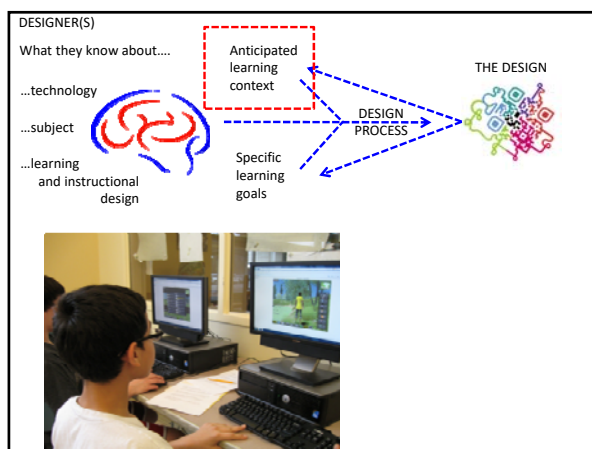 DESIGNER(S)
What they know about....
...technology
...subject
...learning
and instructional
design
Anticipated
learning
context
Specific
learning
goals
DESIGN
PROCESS
THE DESIGN